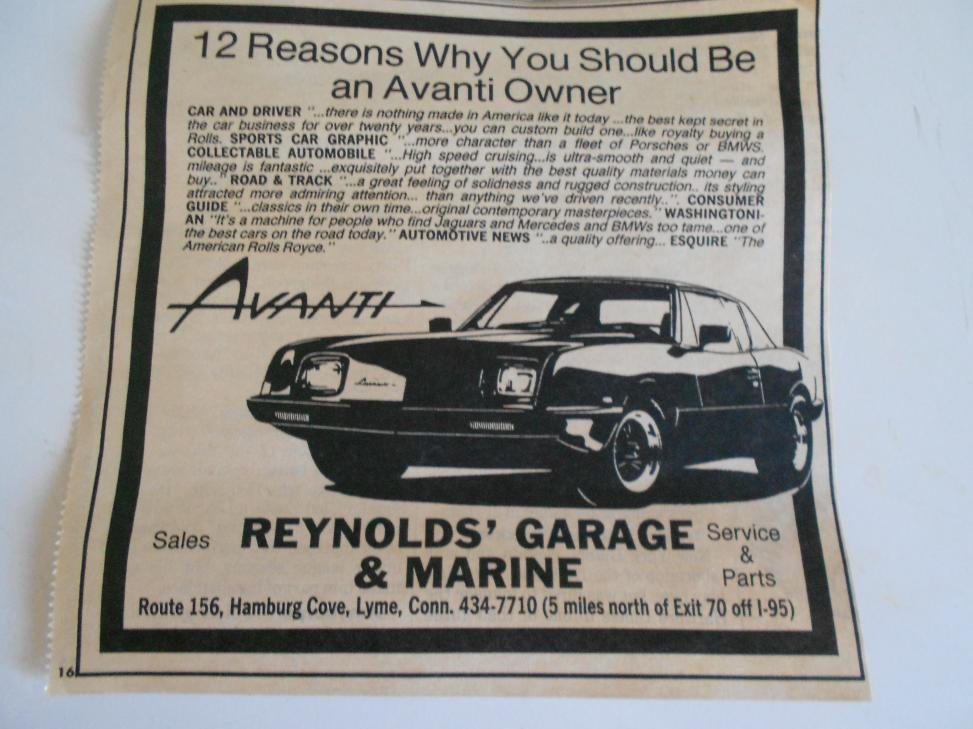 12 Reasons Why You Should Be
an Avanti Owner
CAR AND DRIVER "...there is nothing made in America like it today ...the best kept secret in
the car business for over twenty years...you can custom build one...like royalty buying a
Rolls. SPORTS CAR GRAPHIC "...more character than a fleet of Porsches or BMWS.
COLLECTABLE AUTOMOBILE "...High speed cruising...is ultra-smooth and quiet — and
mileage is fantastic ...exquisitely put together with the best quality materials money can
buy.." ROAD & TRACK "...a great feeling of solidness and rugged construction.. its styling
attracted more admiring attention... than anything we've driven recently..". CONSUMER
GUIDE "...classics in their own time...original contemporary masterpieces." WASHINGTONI-
AN "It's a machine for people who find Jaguars and Mercedes and BMWs too tame...one of
the best cars on the road today." AUTOMOTIVE NEWS "..a quality offering... ESQUIRE "The
American Rolls Royce."
AVANTI
Avanti
Sales
REYNOLDS' GARAGE
& MARINE
Service
&
Parts
Route 156, Hamburg Cove, Lyme, Conn. 434-7710 (5 miles north of Exit 70 off I-95)
16